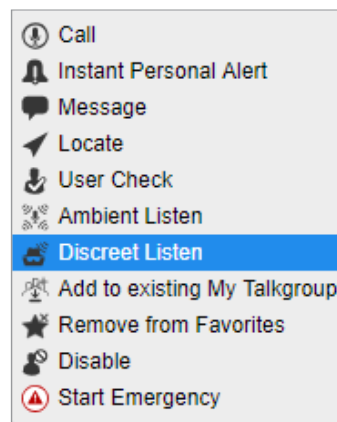 Call
Instant Personal Alert
Message
Locate
User Check
Ambient Listen
Discreet Listen
Add to existing My Talkgroup
Remove from Favorites
Disable
Start Emergency